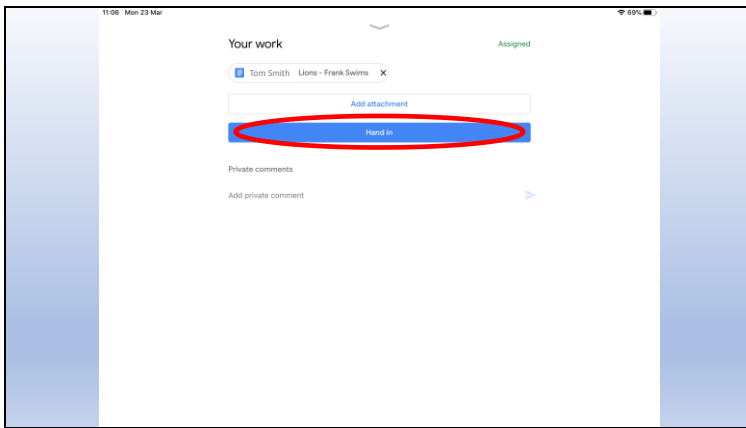 11:06 Mon 23 Mar 69%
Your work Assigned
Tom Smith Lions - Frank Swims X
Add attachment
Hand in
Private comments
Add private comment